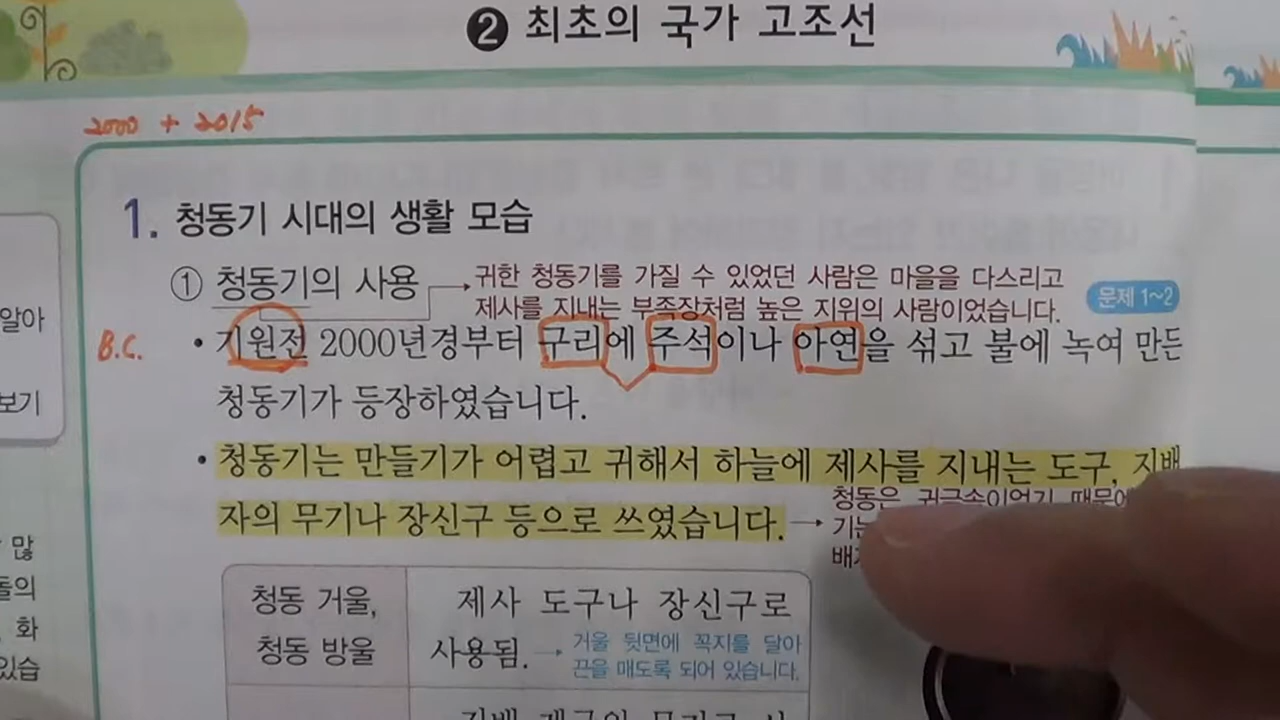 ❷ 최초의 국가 고조선
2000 + 2015
1. 청동기 시대의 생활 모습
① 청동기의 사용
귀한 청동기를 가질 수 있었던 사람은 마을을 다스리고
제사를 지내는 부족장처럼 높은 지위의 사람이었습니다.
문제 1~2
B.C.
• 기원전 2000년경부터 구리에 주석이나 아연을 섞고 불에 녹여 만든
청동기가 등장하였습니다.
• 청동기는 만들기가 어렵고 귀해서 하늘에 제사를 지내는 도구, 지배
자의 무기나 장신구 등으로 쓰였습니다.
청동은 귀금속이었기 때문에
청동 거울,
청동 방울
제사 도구나 장신구로
사용됨.
거울 뒷면에 꼭지를 달아
끈을 매도록 되어 있습니다.
알아
보기
많
돌의
화
있습